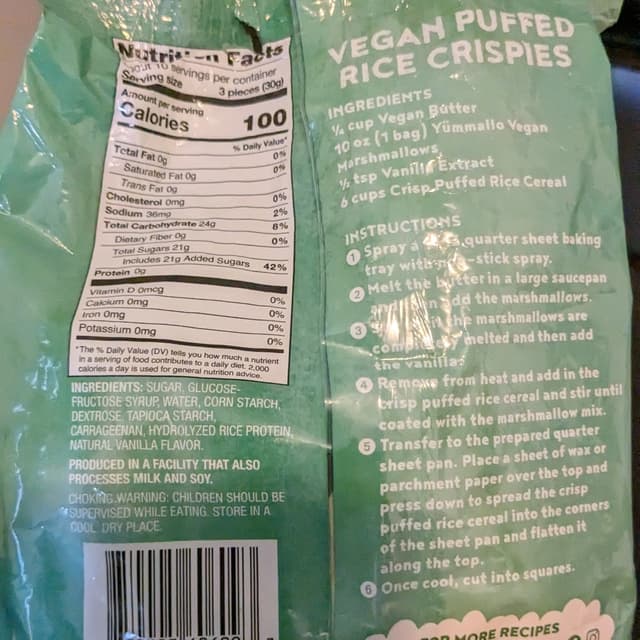 Nutrition Facts
about 10 servings per container
Serving size 3 pieces (30g)
Amount per serving
Calories 100
% Daily Value*
Total Fat 0g 0%
Saturated Fat 0g 0%
Trans Fat 0g
Cholesterol 0mg 0%
Sodium 36mg 2%
Total Carbohydrate 24g 8%
Dietary Fiber 0g 0%
Total Sugars 21g
Includes 21g Added Sugars 42%
Protein 0g
Vitamin D 0mcg 0%
Calcium 0mg 0%
Iron 0mg 0%
Potassium 0mg 0%
*The % Daily Value (DV) tells you how much a nutrient
in a serving of food contributes to a daily diet. 2,000
calories a day is used for general nutrition advice.
INGREDIENTS: SUGAR, GLUCOSE-
FRUCTOSE SYRUP, WATER, CORN STARCH,
DEXTROSE, TAPIOCA STARCH,
CARRAGEENAN, HYDROLYZED RICE PROTEIN,
NATURAL VANILLA FLAVOR.
PRODUCED IN A FACILITY THAT ALSO
PROCESSES MILK AND SOY.
CHOKING WARNING: CHILDREN SHOULD BE
SUPERVISED WHILE EATING. STORE IN A
COOL DRY PLACE.
VEGAN PUFFED
RICE CRISPIES
INGREDIENTS
¼ cup Vegan Butter
10 oz (1 bag) Yummallo Vegan
Marshmallows
½ tsp Vanilla Extract
6 cups Crisp Puffed Rice Cereal
INSTRUCTIONS
1 Spray a quarter sheet baking
tray with stick spray.
2 Melt the butter in a large saucepan
add the marshmallows.
3 the marshmallows are
melted and then add
the vanilla.
4 Remove from heat and add in the
crisp puffed rice cereal and stir until
coated with the marshmallow mix.
5 Transfer to the prepared quarter
sheet pan. Place a sheet of wax or
parchment paper over the top and
press down to spread the crisp
puffed rice cereal into the corners
of the sheet pan and flatten it
along the top.
6 Once cool, cut into squares.
FOR MORE RECIPES